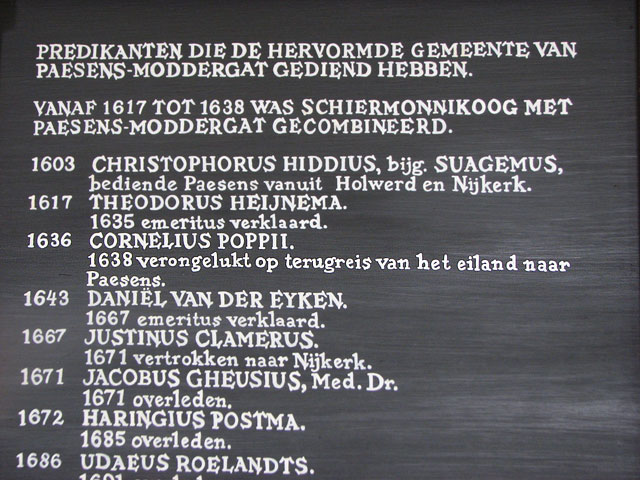 PREDIKANTEN DIE DE HERVORMDE GEMEENTE VAN
PAESENS-MODDERGAT GEDIEND HEBBEN.
VANAF 1617 TOT 1638 WAS SCHIERMONNIKOOG MET
PAESENS-MODDERGAT GECOMBINEERD.
1603 CHRISTOPHORUS HIDDIUS, bijg. SUAGEMUS,
bediende Paesens vanuit Holwerd en Nijkerk.
1617 THEODORUS HEIJNEMA.
1635 emeritus verklaard.
1636 CORNELIUS POPPII.
1638 verongelukt op terugreis van het eiland naar
Paesens.
1643 DANIËL VAN DER EYKEN.
1667 emeritus verklaard.
1667 JUSTINUS CLAMERUS.
1671 vertrokken naar Nijkerk.
1671 JACOBUS GHEUSIUS, Med. Dr.
1671 overleden.
1672 HARINGIUS POSTMA.
1685 overleden.
1686 UDAEUS ROELANDTS.